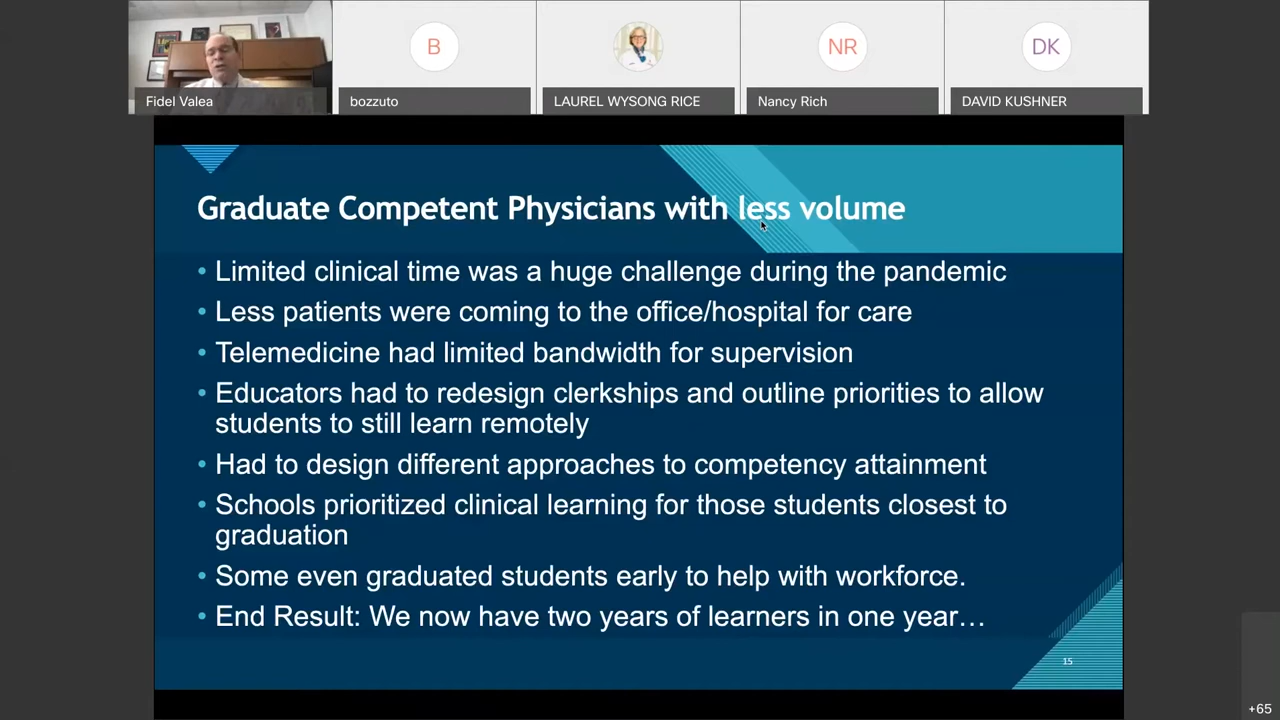 Fidel Valea
B
bozzuto
LAUREL WYSONG RICE
NR
Nancy Rich
DK
DAVID KUSHNER
Graduate Competent Physicians with less volume
• Limited clinical time was a huge challenge during the pandemic
• Less patients were coming to the office/hospital for care
• Telemedicine had limited bandwidth for supervision
• Educators had to redesign clerkships and outline priorities to allow
students to still learn remotely
• Had to design different approaches to competency attainment
• Schools prioritized clinical learning for those students closest to
graduation
• Some even graduated students early to help with workforce.
• End Result: We now have two years of learners in one year…
15
+65